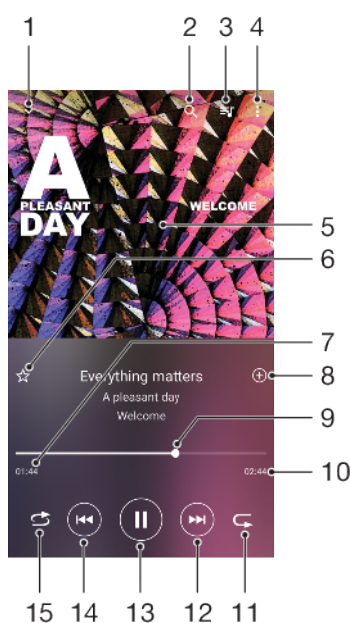 1 2 3 4
A
PLEASANT WELCOME
DAY
5
6
7
Everything matters
8
A pleasant day
Welcome
9
01:44 02:44
10
15 14 13 12 11